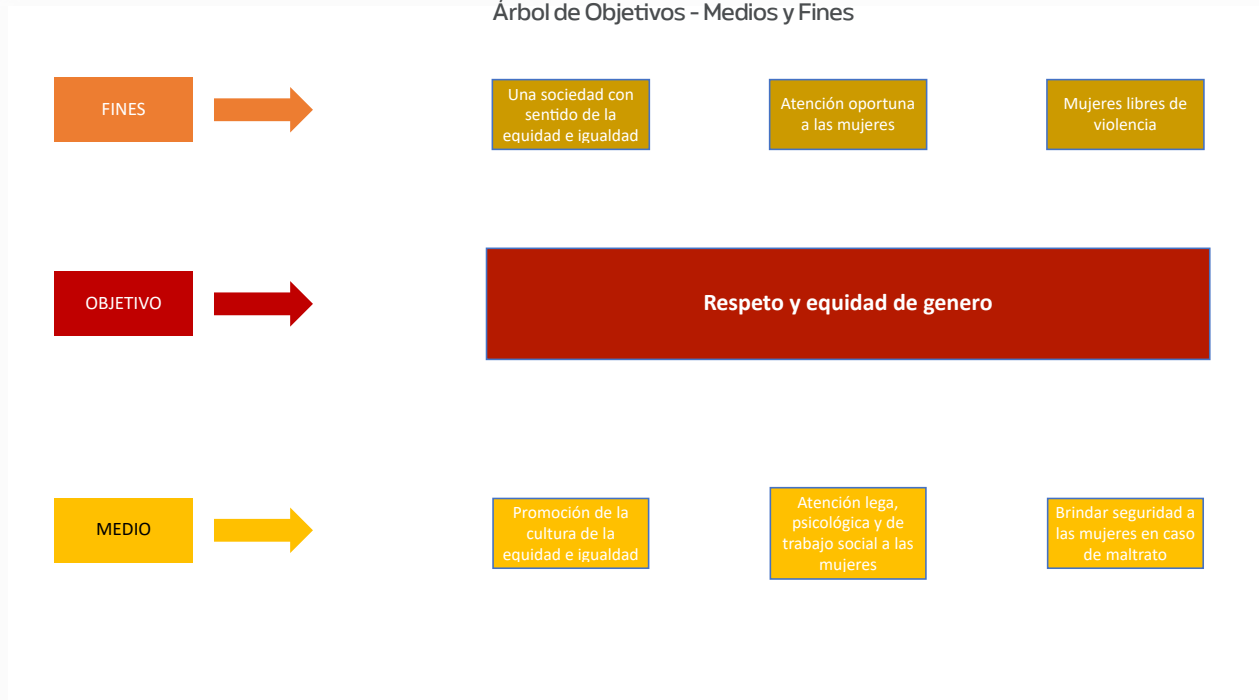 Árbol de Objetivos - Medios y Fines
FINES
Una sociedad con
sentido de la
equidad e igualdad
Atención oportuna
a las mujeres
Mujeres libres de
violencia
OBJETIVO
Respeto y equidad de genero
MEDIO
Promoción de la
cultura de la
equidad e igualdad
Atención lega,
psicológica y de
trabajo social a las
mujeres
Brindar seguridad a
las mujeres en caso
de maltrato